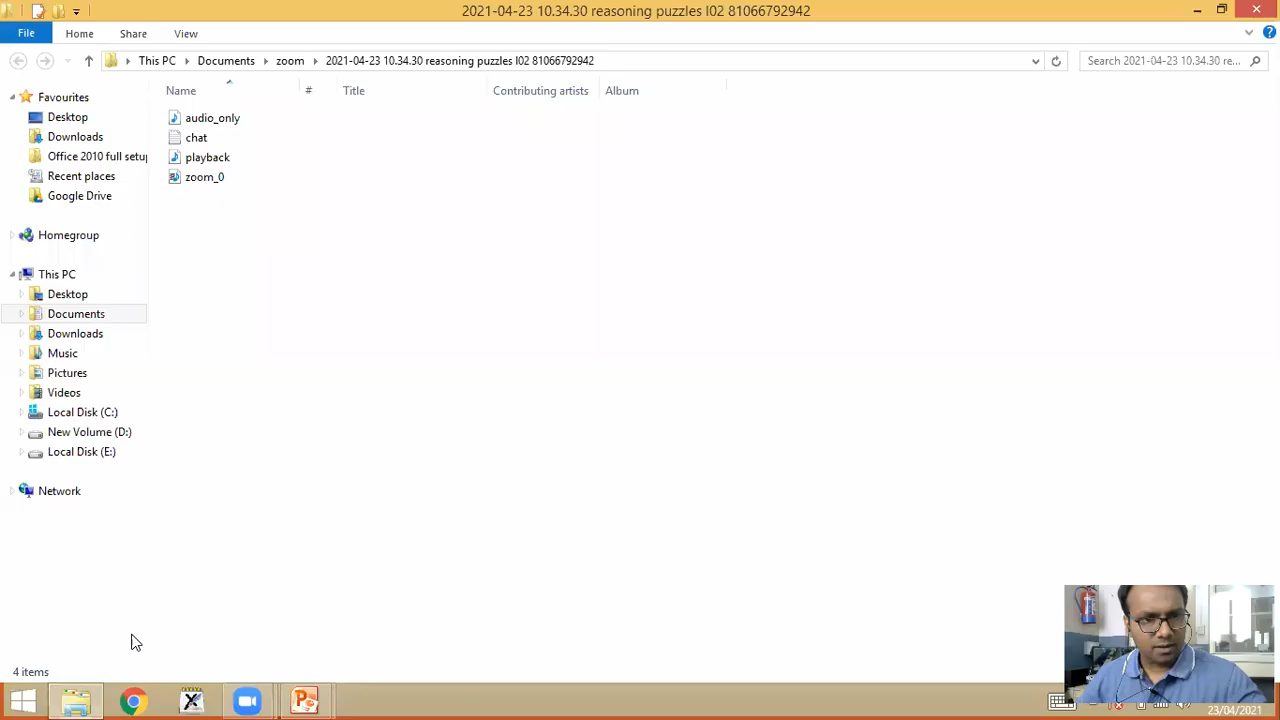 2021-04-23 10.34.30 reasoning puzzles l02 81066792942
File Home Share View
This PC Documents zoom 2021-04-23 10.34.30 reasoning puzzles l02 81066792942
Search 2021-04-23 10.34.30 re...
Name # Title Contributing artists Album
audio_only
chat
playback
zoom_0
Favourites
Desktop
Downloads
Office 2010 full setup
Recent places
Google Drive
Homegroup
This PC
Desktop
Documents
Downloads
Music
Pictures
Videos
Local Disk (C:)
New Volume (D:)
Local Disk (E:)
Network
4 items
23/04/2021